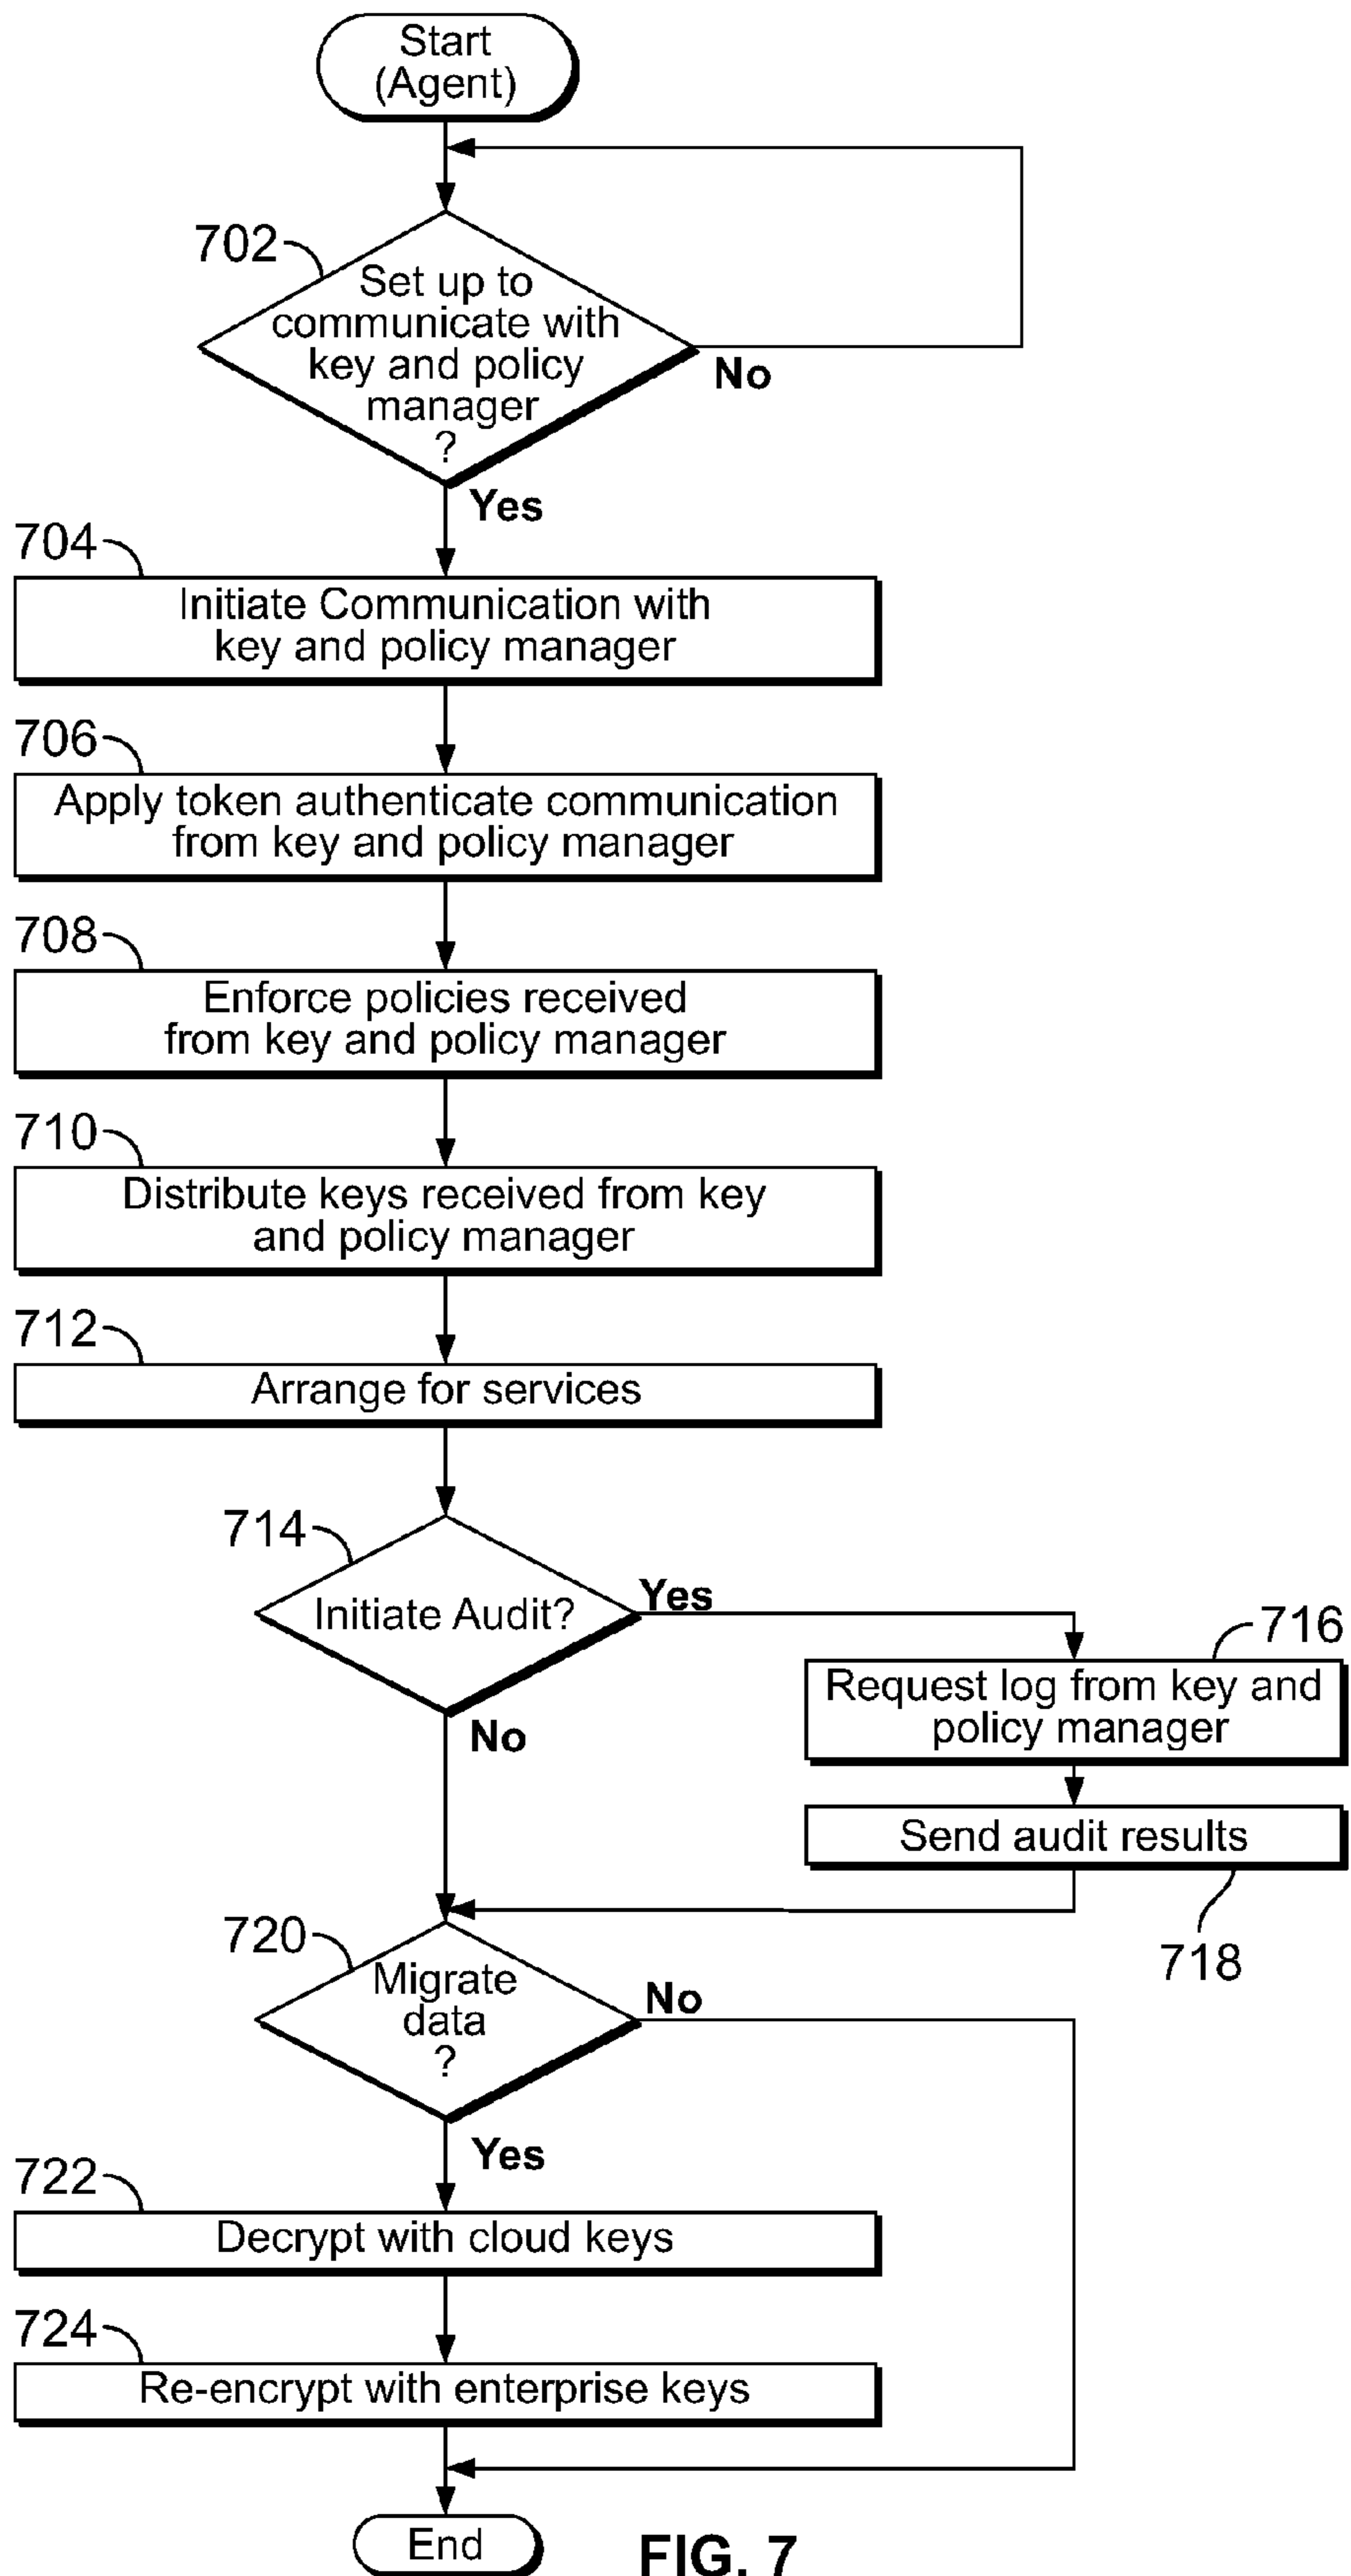 Start
(Agent)
702
Set up to
communicate with
key and policy
manager
?
No
Yes
704
Initiate Communication with
key and policy manager
706
Apply token authenticate communication
from key and policy manager
708
Enforce policies received
from key and policy manager
710
Distribute keys received from key
and policy manager
712
Arrange for services
714
Initiate Audit?
Yes
No
716
Request log from key and
policy manager
Send audit results
718
720
Migrate
data
?
No
Yes
722
Decrypt with cloud keys
724
Re-encrypt with enterprise keys
End
FIG. 7